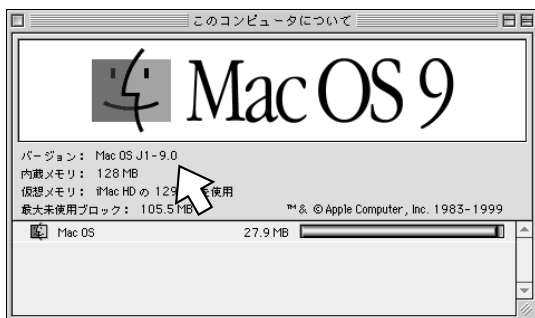 このコンピュータについて
Mac OS 9
バージョン： Mac OS J1-9.0
内蔵メモリ： 128 MB
仮想メモリ： iMac HD の 129 使用
最大未使用ブロック： 105.5 MB ™ & © Apple Computer, Inc. 1983-1999
Mac OS 27.9 MB